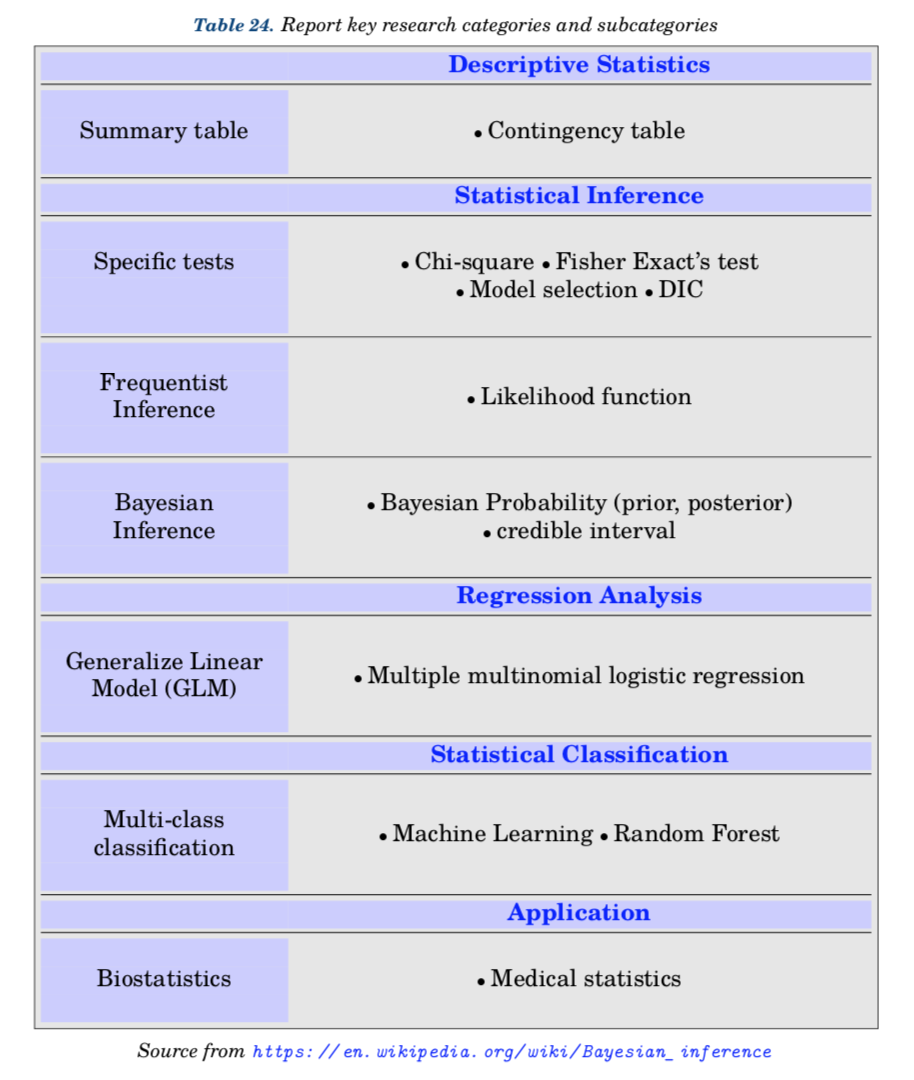 Table 24. Report key research categories and subcategories
Descriptive Statistics
Summary table
• Contingency table
Statistical Inference
Specific tests
• Chi-square • Fisher Exact's test
• Model selection • DIC
Frequentist
Inference
• Likelihood function
Bayesian
Inference
• Bayesian Probability (prior, posterior)
• credible interval
Regression Analysis
Generalize Linear
Model (GLM)
• Multiple multinomial logistic regression
Statistical Classification
Multi-class
classification
• Machine Learning • Random Forest
Application
Biostatistics
• Medical statistics
Source from https://en.wikipedia.org/wiki/Bayesian_inference